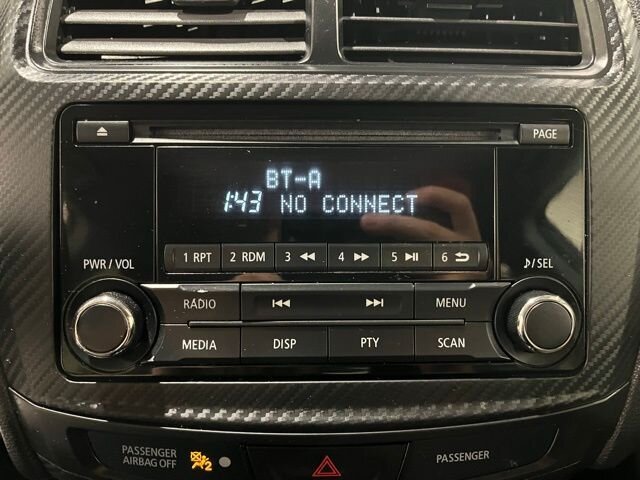 PAGE
BT-A
1:43 NO CONNECT
1 RPT 2 RDM 3 4 5 6
PWR / VOL
♪/SEL
RADIO MENU
MEDIA DISP PTY SCAN
PASSENGER
AIRBAG OFF
2
PASSENGER